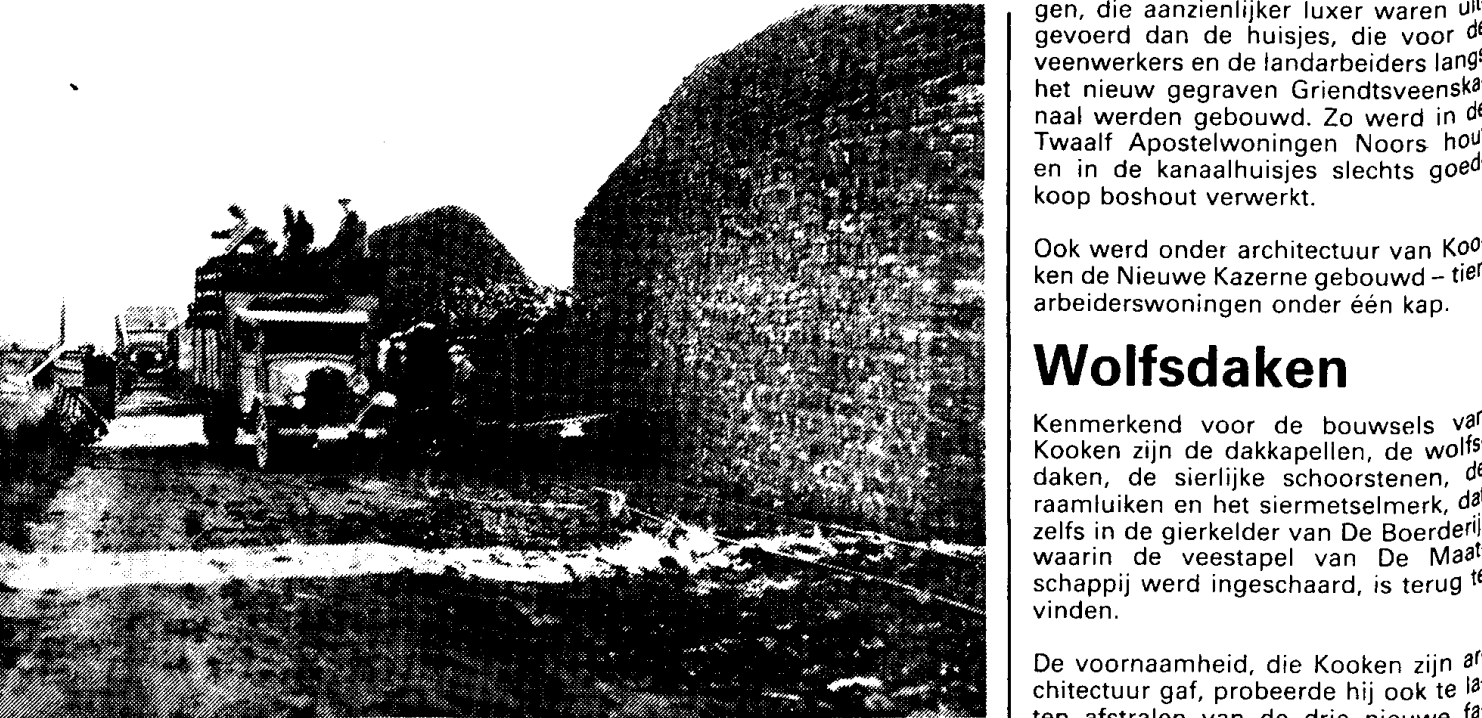 gen, die aanzienlijker luxer waren uit-
gevoerd dan de huisjes, die voor de
veenwerkers en de landarbeiders langs
het nieuw gegraven Griendtsveenska-
naal werden gebouwd. Zo werd in de
Twaalf Apostelwoningen Noors hout
en in de kanaalhuisjes slechts goed-
koop boshout verwerkt.
Ook werd onder architectuur van Koo-
ken de Nieuwe Kazerne gebouwd – tien
arbeiderswoningen onder één kap.
Wolfsdaken
Kenmerkend voor de bouwsels van
Kooken zijn de dakkapellen, de wolfs-
daken, de sierlijke schoorstenen, de
raamluiken en het siermetselmerk, dat
zelfs in de gierkelder van De Boerderij
waarin de veestapel van De Maat-
schappij werd ingeschaard, is terug te
vinden.
De voornaamheid, die Kooken zijn ar-
chitectuur gaf, probeerde hij ook te la-
ten afstralen van de drie nieuwe fa-